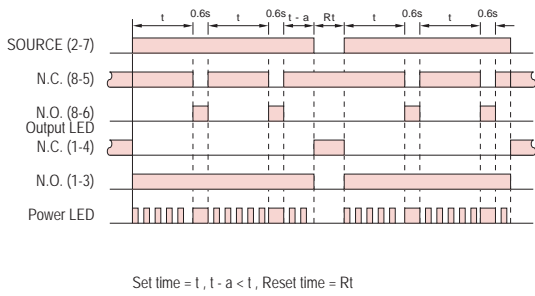 0.6s 0.6s 0.6s 0.6s
t t t - a Rt t t
SOURCE (2-7)
N.C. (8-5)
N.O. (8-6)
Output LED
N.C. (1-4)
N.O. (1-3)
Power LED
Set time = t , t - a < t , Reset time = Rt